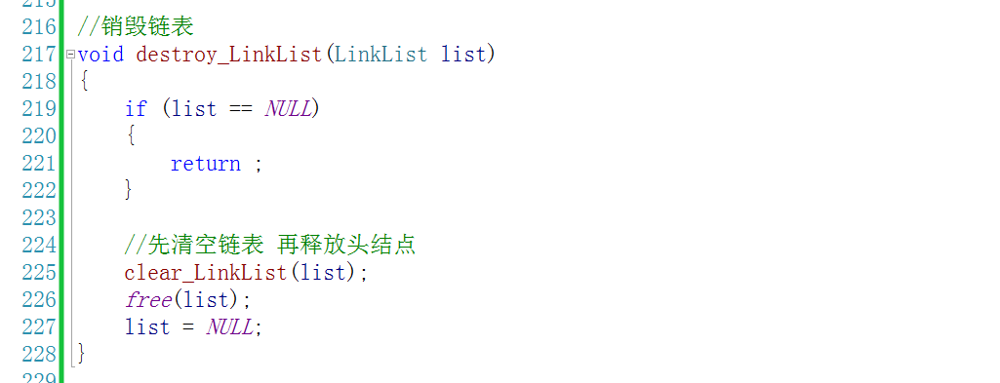 215
216 //销毁链表
217 void destroy_LinkList(LinkList list)
218 {
219     if (list == NULL)
220     {
221         return ;
222     }
223
224     //先清空链表 再释放头结点
225     clear_LinkList(list);
226     free(list);
227     list = NULL;
228 }
229